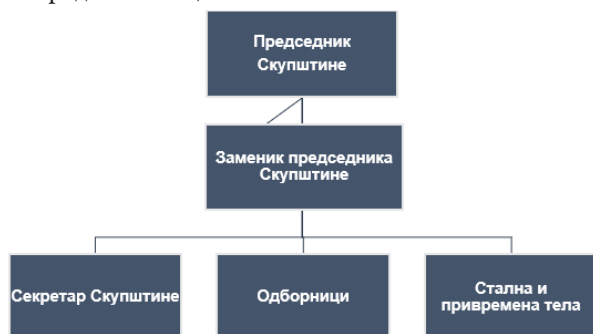 Председник
Скупштине
Заменик председника
Скупштине
Секретар Скупштине
Одборници
Стална и
привремена тела